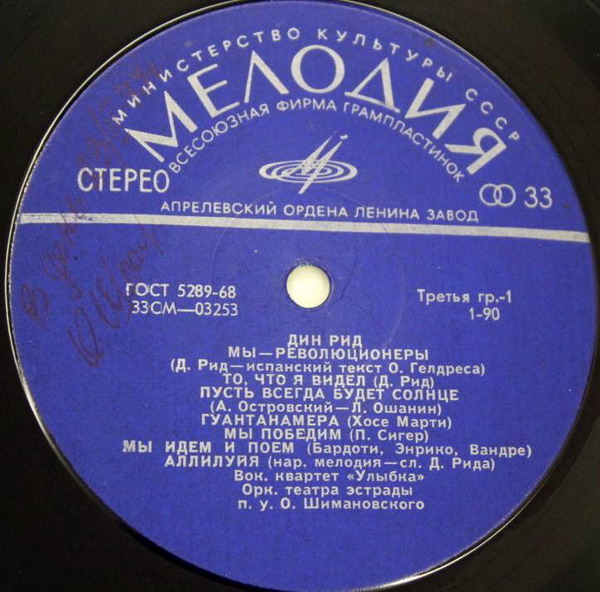 МИНИСТЕРСТВО КУЛЬТУРЫ СССР
МЕЛОДИЯ
ВСЕСОЮЗНАЯ ФИРМА ГРАМПЛАСТИНОК
СТЕРЕО
33
АПРЕЛЕВСКИЙ ОРДЕНА ЛЕНИНА ЗАВОД
ГОСТ 5289-68
Третья гр.-1
33СМ—03253
1-90
ДИН РИД
МЫ—РЕВОЛЮЦИОНЕРЫ
(Д. Рид—испанский текст О. Гелдреса)
ТО, ЧТО Я ВИДЕЛ (Д. Рид)
ПУСТЬ ВСЕГДА БУДЕТ СОЛНЦЕ
(А. Островский—Л. Ошанин)
ГУАНТАНАМЕРА (Хосе Марти)
МЫ ПОБЕДИМ (П. Сигер)
МЫ ИДЕМ И ПОЕМ (Бардоти, Энрико, Вандре)
АЛЛИЛУЙЯ (нар. мелодия—сл. Д. Рида)
Вок. квартет «Улыбка»
Орк. театра эстрады
п. у. О. Шимановского